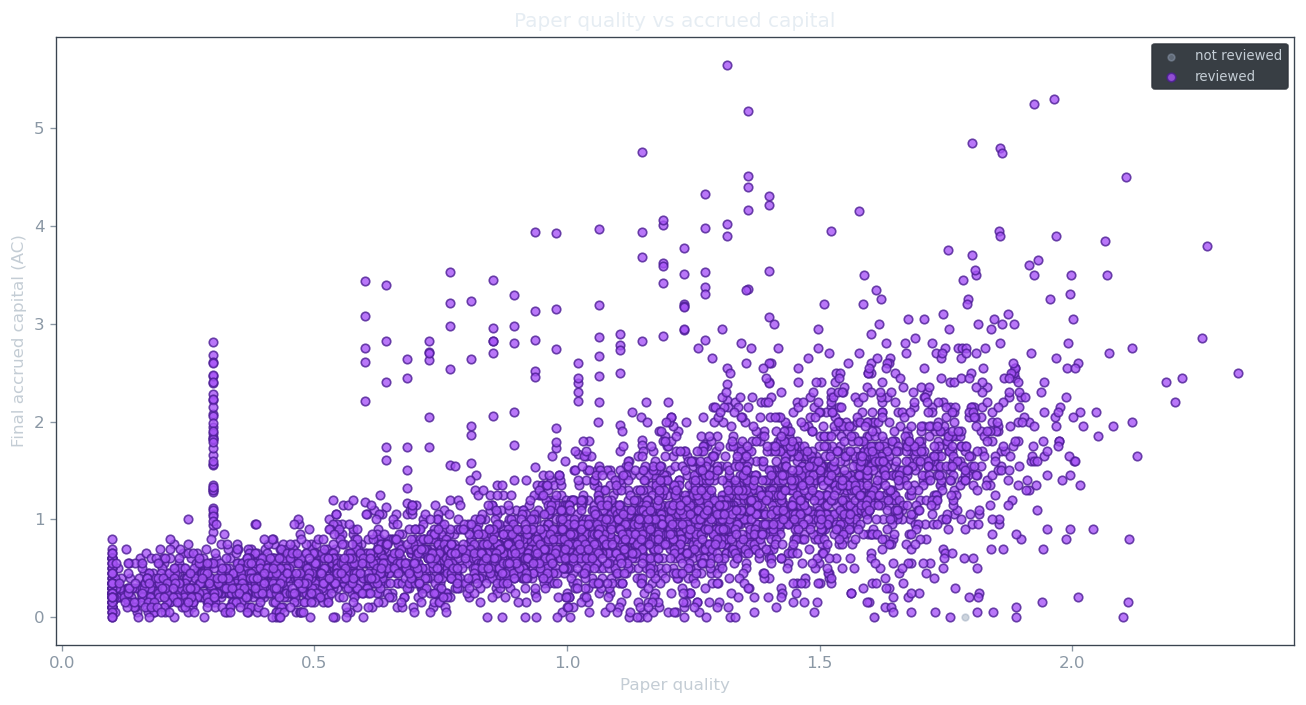 Paper quality vs accrued capital
not reviewed
reviewed
Final accrued capital (AC)
5
4
3
2
1
0
0.0 0.5 1.0 1.5 2.0
Paper quality